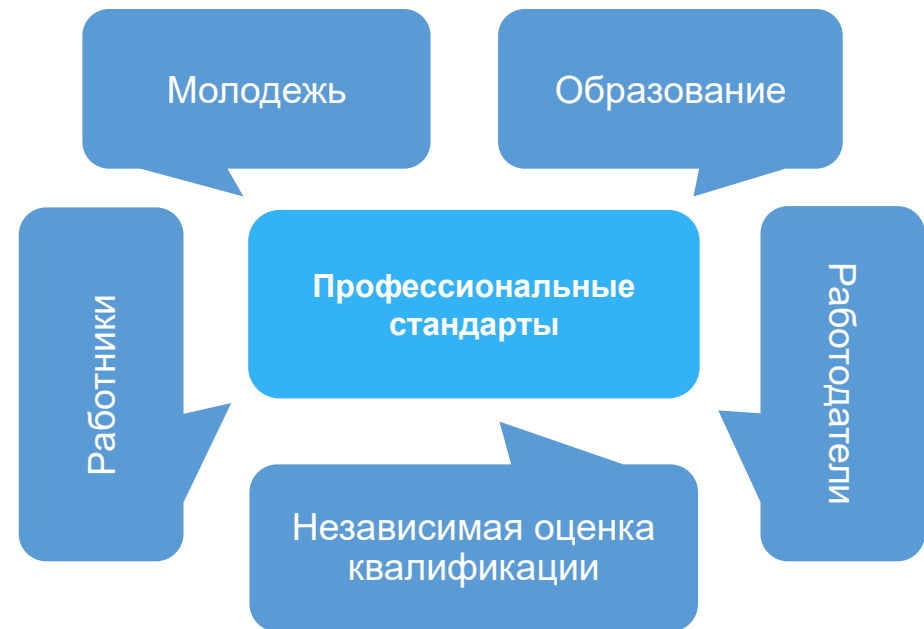 Молодежь
Образование
Работники
Профессиональные
стандарты
Работодатели
Независимая оценка
квалификации